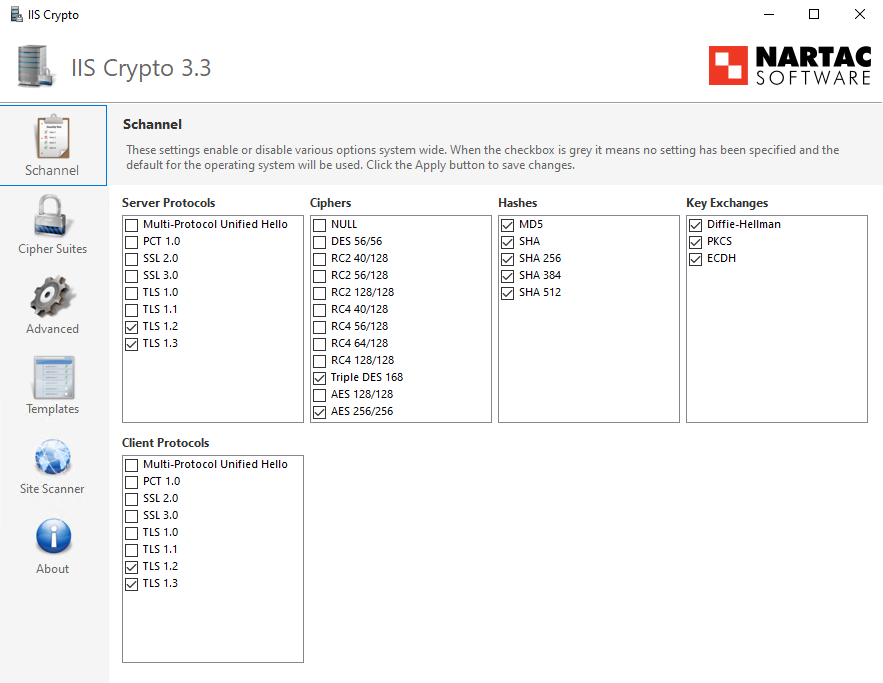 IIS Crypto
IIS Crypto 3.3
NARTAC
SOFTWARE
Schannel
Cipher Suites
Advanced
Templates
Site Scanner
About
Schannel
These settings enable or disable various options system wide. When the checkbox is grey it means no setting has been specified and the
default for the operating system will be used. Click the Apply button to save changes.
Server Protocols
Multi-Protocol Unified Hello
PCT 1.0
SSL 2.0
SSL 3.0
TLS 1.0
TLS 1.1
TLS 1.2
TLS 1.3
Ciphers
NULL
DES 56/56
RC2 40/128
RC2 56/128
RC2 128/128
RC4 40/128
RC4 56/128
RC4 64/128
RC4 128/128
Triple DES 168
AES 128/128
AES 256/256
Hashes
MD5
SHA
SHA 256
SHA 384
SHA 512
Key Exchanges
Diffie-Hellman
PKCS
ECDH
Client Protocols
Multi-Protocol Unified Hello
PCT 1.0
SSL 2.0
SSL 3.0
TLS 1.0
TLS 1.1
TLS 1.2
TLS 1.3